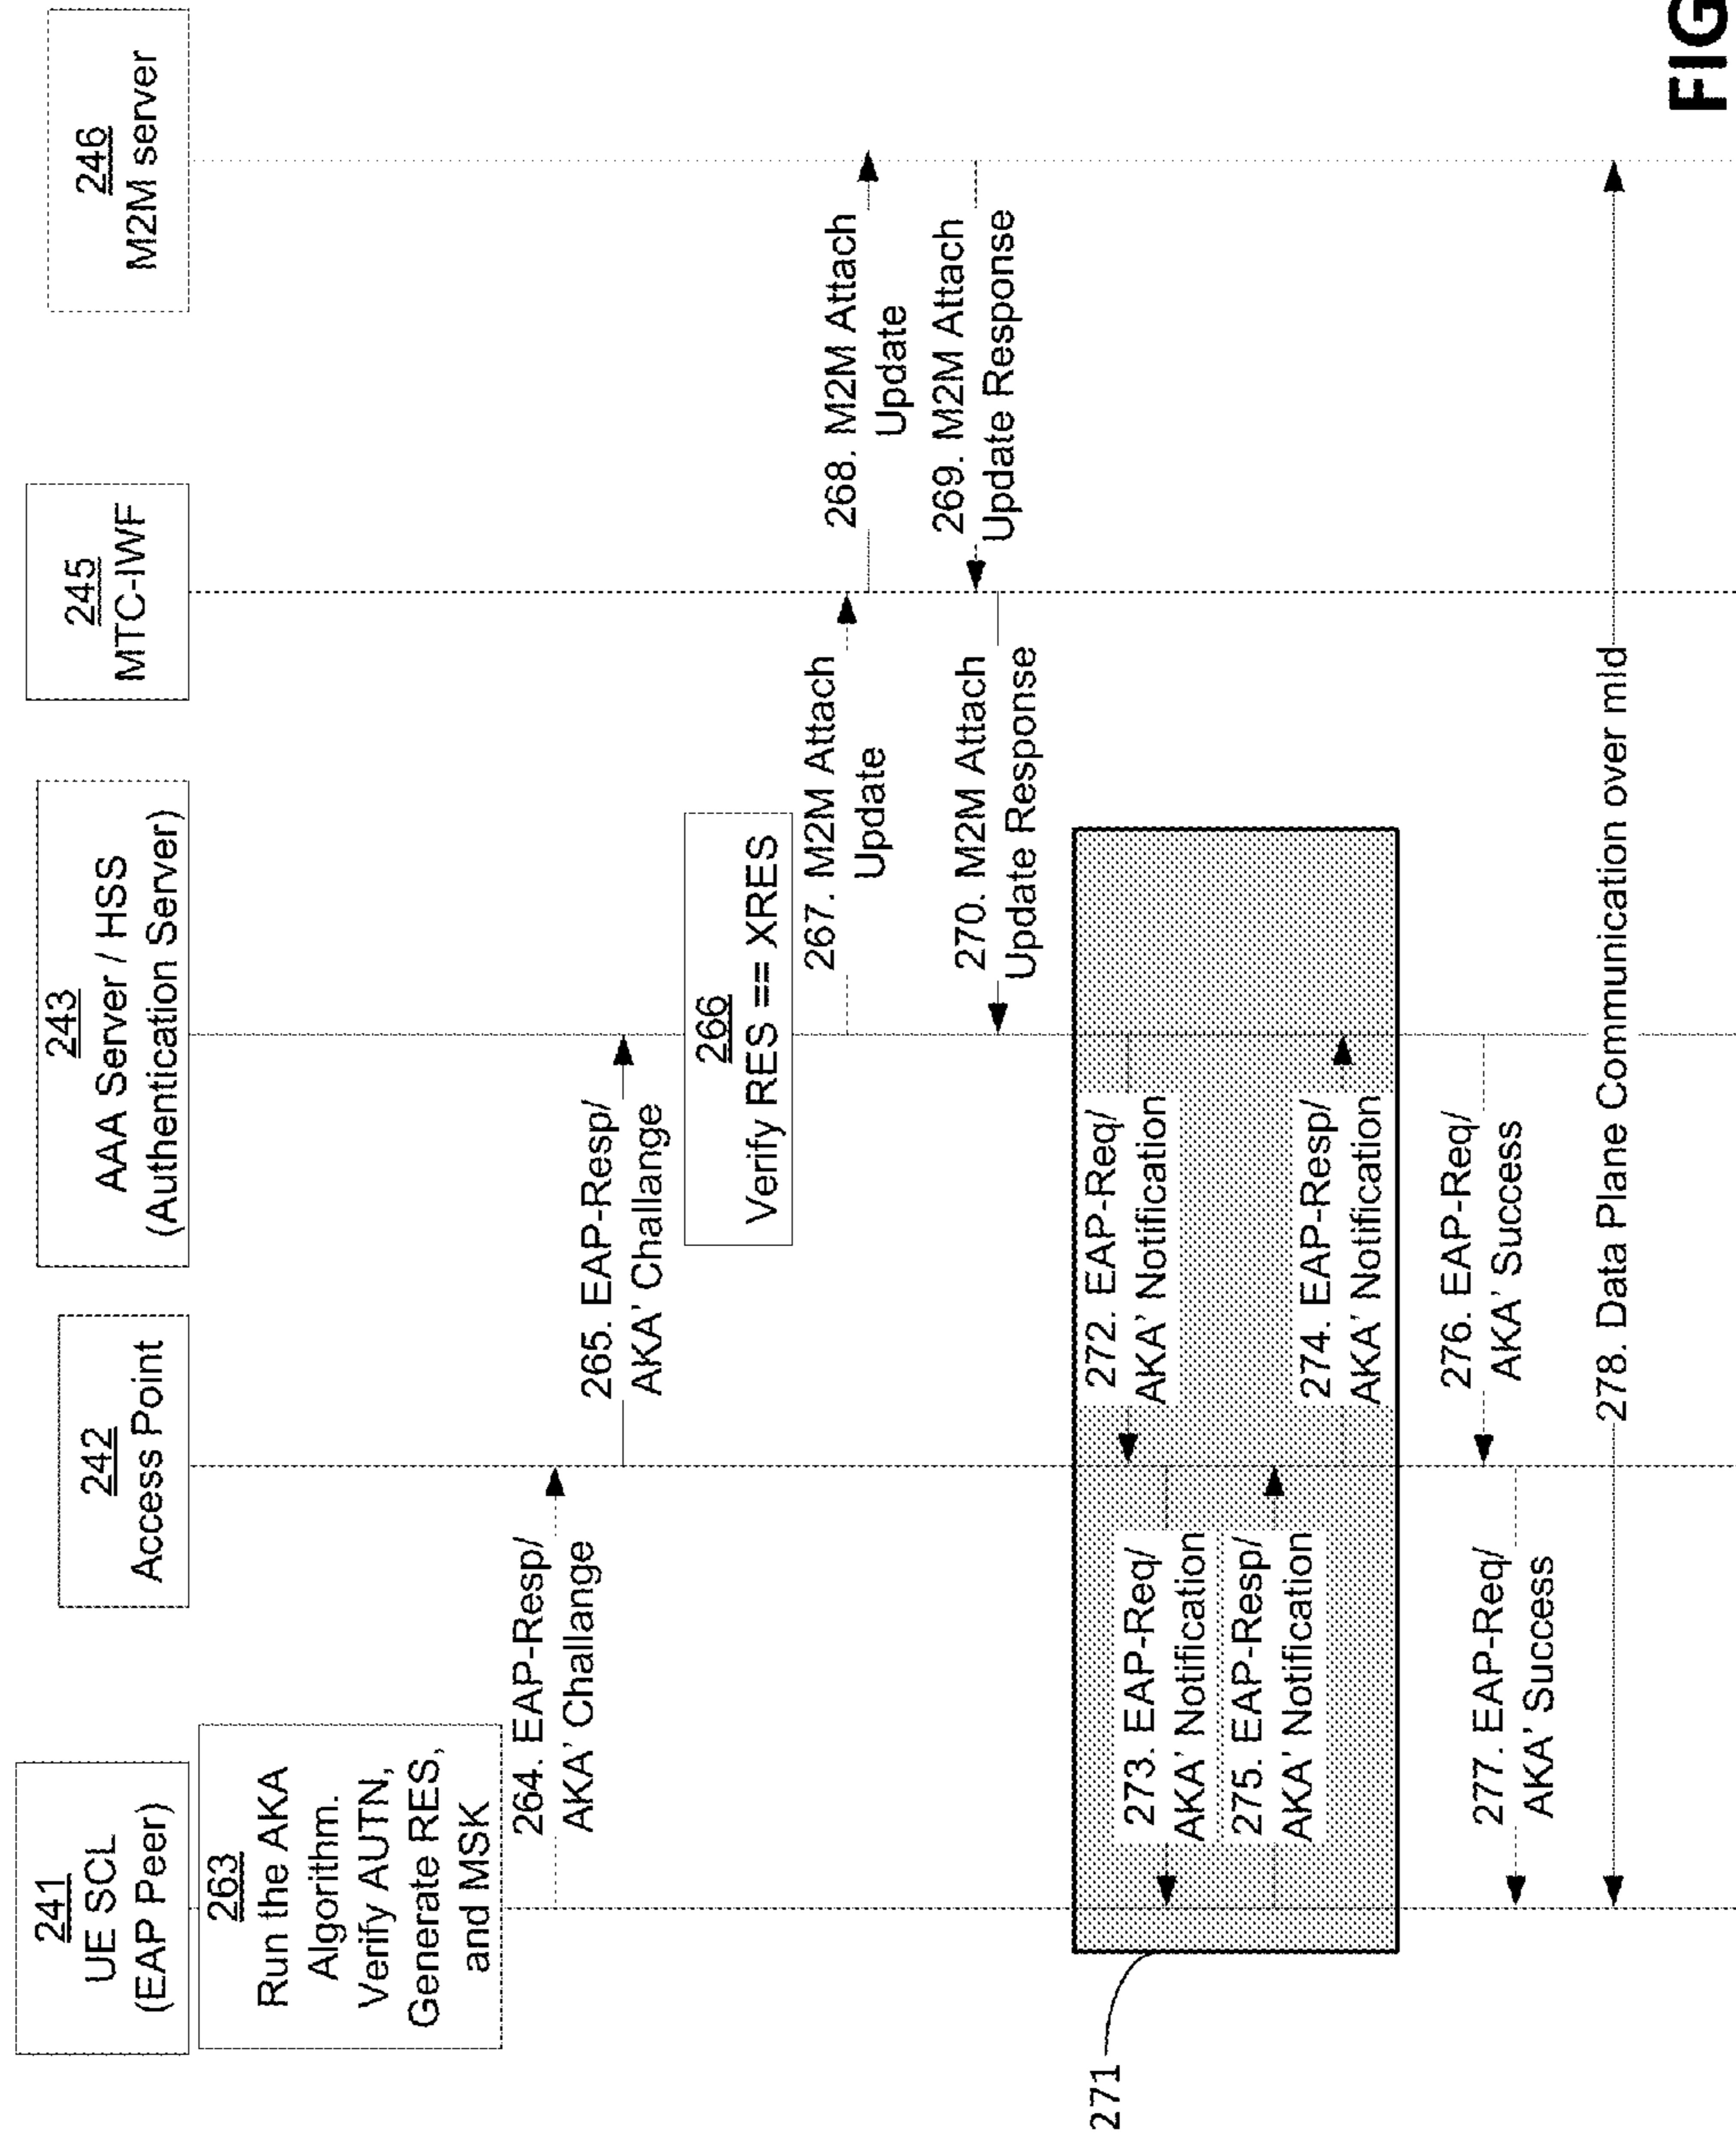 241
UE SCL
(EAP Peer)
242
Access Point
243
AAA Server / HSS
(Authentication Server)
245
MTC-IWF
246
M2M server
263
Run the AKA
Algorithm.
Verify AUTN,
Generate RES,
and MSK
264. EAP-Resp/
AKA' Challange
265. EAP-Resp/
AKA' Challange
266
Verify RES == XRES
267. M2M Attach
Update
268. M2M Attach
Update
269. M2M Attach
Update Response
270. M2M Attach
Update Response
271
272. EAP-Req/
AKA' Notification
273. EAP-Req/
AKA' Notification
275. EAP-Resp/
AKA' Notification
274. EAP-Resp/
AKA' Notification
276. EAP-Req/
AKA' Success
277. EAP-Req/
AKA' Success
278. Data Plane Communication over mId
FIG